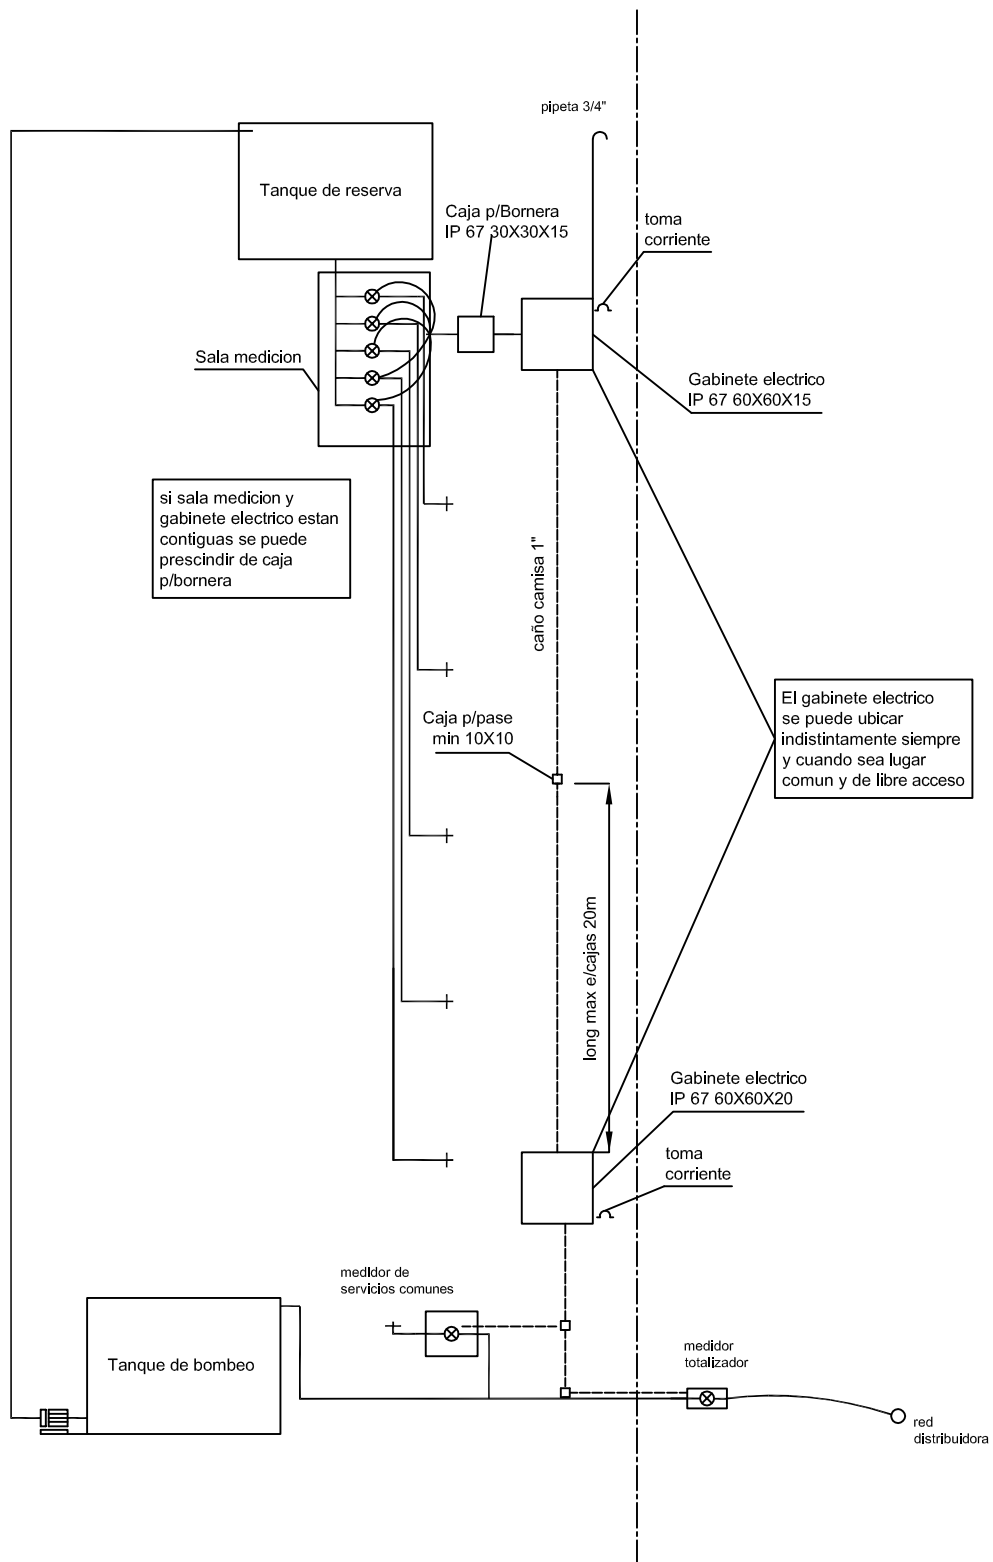 pipeta 3/4"
Tanque de reserva
Caja p/Bornera
IP 67 30X30X15
toma
corriente
Sala medicion
Gabinete electrico
IP 67 60X60X15
si sala medicion y
gabinete electrico estan
contiguas se puede
prescindir de caja
p/bornera
caño camisa 1"
Caja p/pase
min 10X10
El gabinete electrico
se puede ubicar
indistintamente siempre
y cuando sea lugar
comun y de libre acceso
long max e/cajas 20m
Gabinete electrico
IP 67 60X60X20
toma
corriente
medidor de
servicios comunes
Tanque de bombeo
medidor
totalizador
red
distribuidora